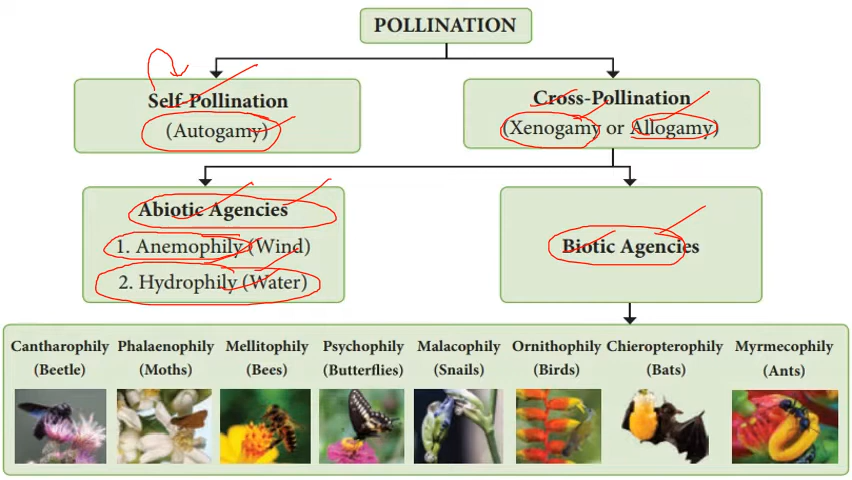 POLLINATION
Self-Pollination
(Autogamy)
Cross-Pollination
(Xenogamy or Allogamy)
Abiotic Agencies
1. Anemophily (Wind)
2. Hydrophily (Water)
Biotic Agencies
Cantharophily
(Beetle)
Phalaenophily
(Moths)
Mellitophily
(Bees)
Psychophily
(Butterflies)
Malacophily
(Snails)
Ornithophily
(Birds)
Chieropterophily
(Bats)
Myrmecophily
(Ants)